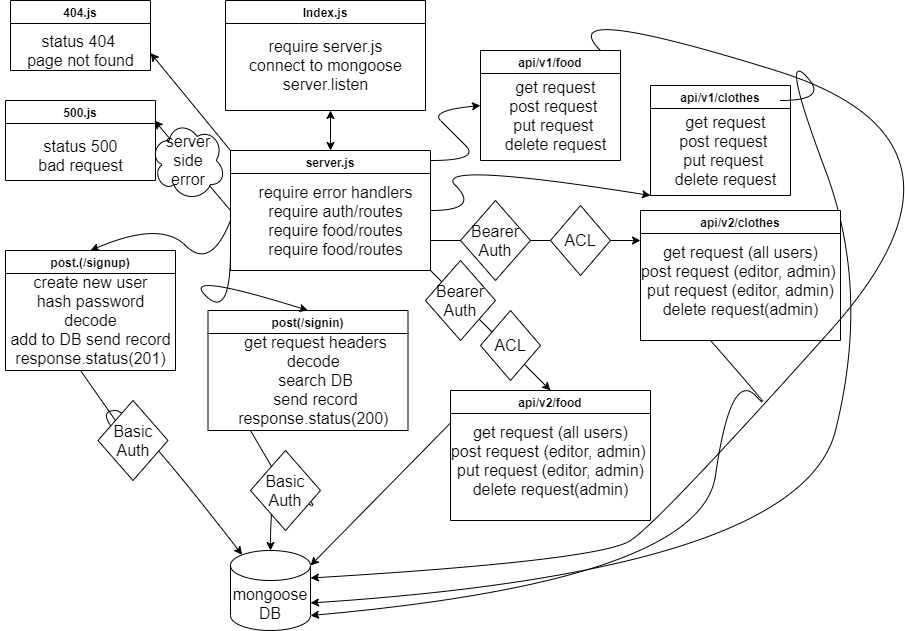 404.js
status 404
page not found
Index.js
require server.js
connect to mongoose
server.listen
api/v1/food
get request
post request
put request
delete request
api/v1/clothes
get request
post request
put request
delete request
500.js
status 500
bad request
server
side
error
server.js
require error handlers
require auth/routes
require food/routes
require food/routes
Bearer
Auth
ACL
api/v2/clothes
get request (all users)
post request (editor, admin)
put request (editor, admin)
delete request(admin)
post.(/signup)
create new user
hash password
decode
add to DB send record
response.status(201)
Bearer
Auth
ACL
post(/signin)
get request headers
decode
search DB
send record
response.status(200)
api/v2/food
get request (all users)
post request (editor, admin)
put request (editor, admin)
delete request(admin)
Basic
Auth
Basic
Auth
mongoose
DB